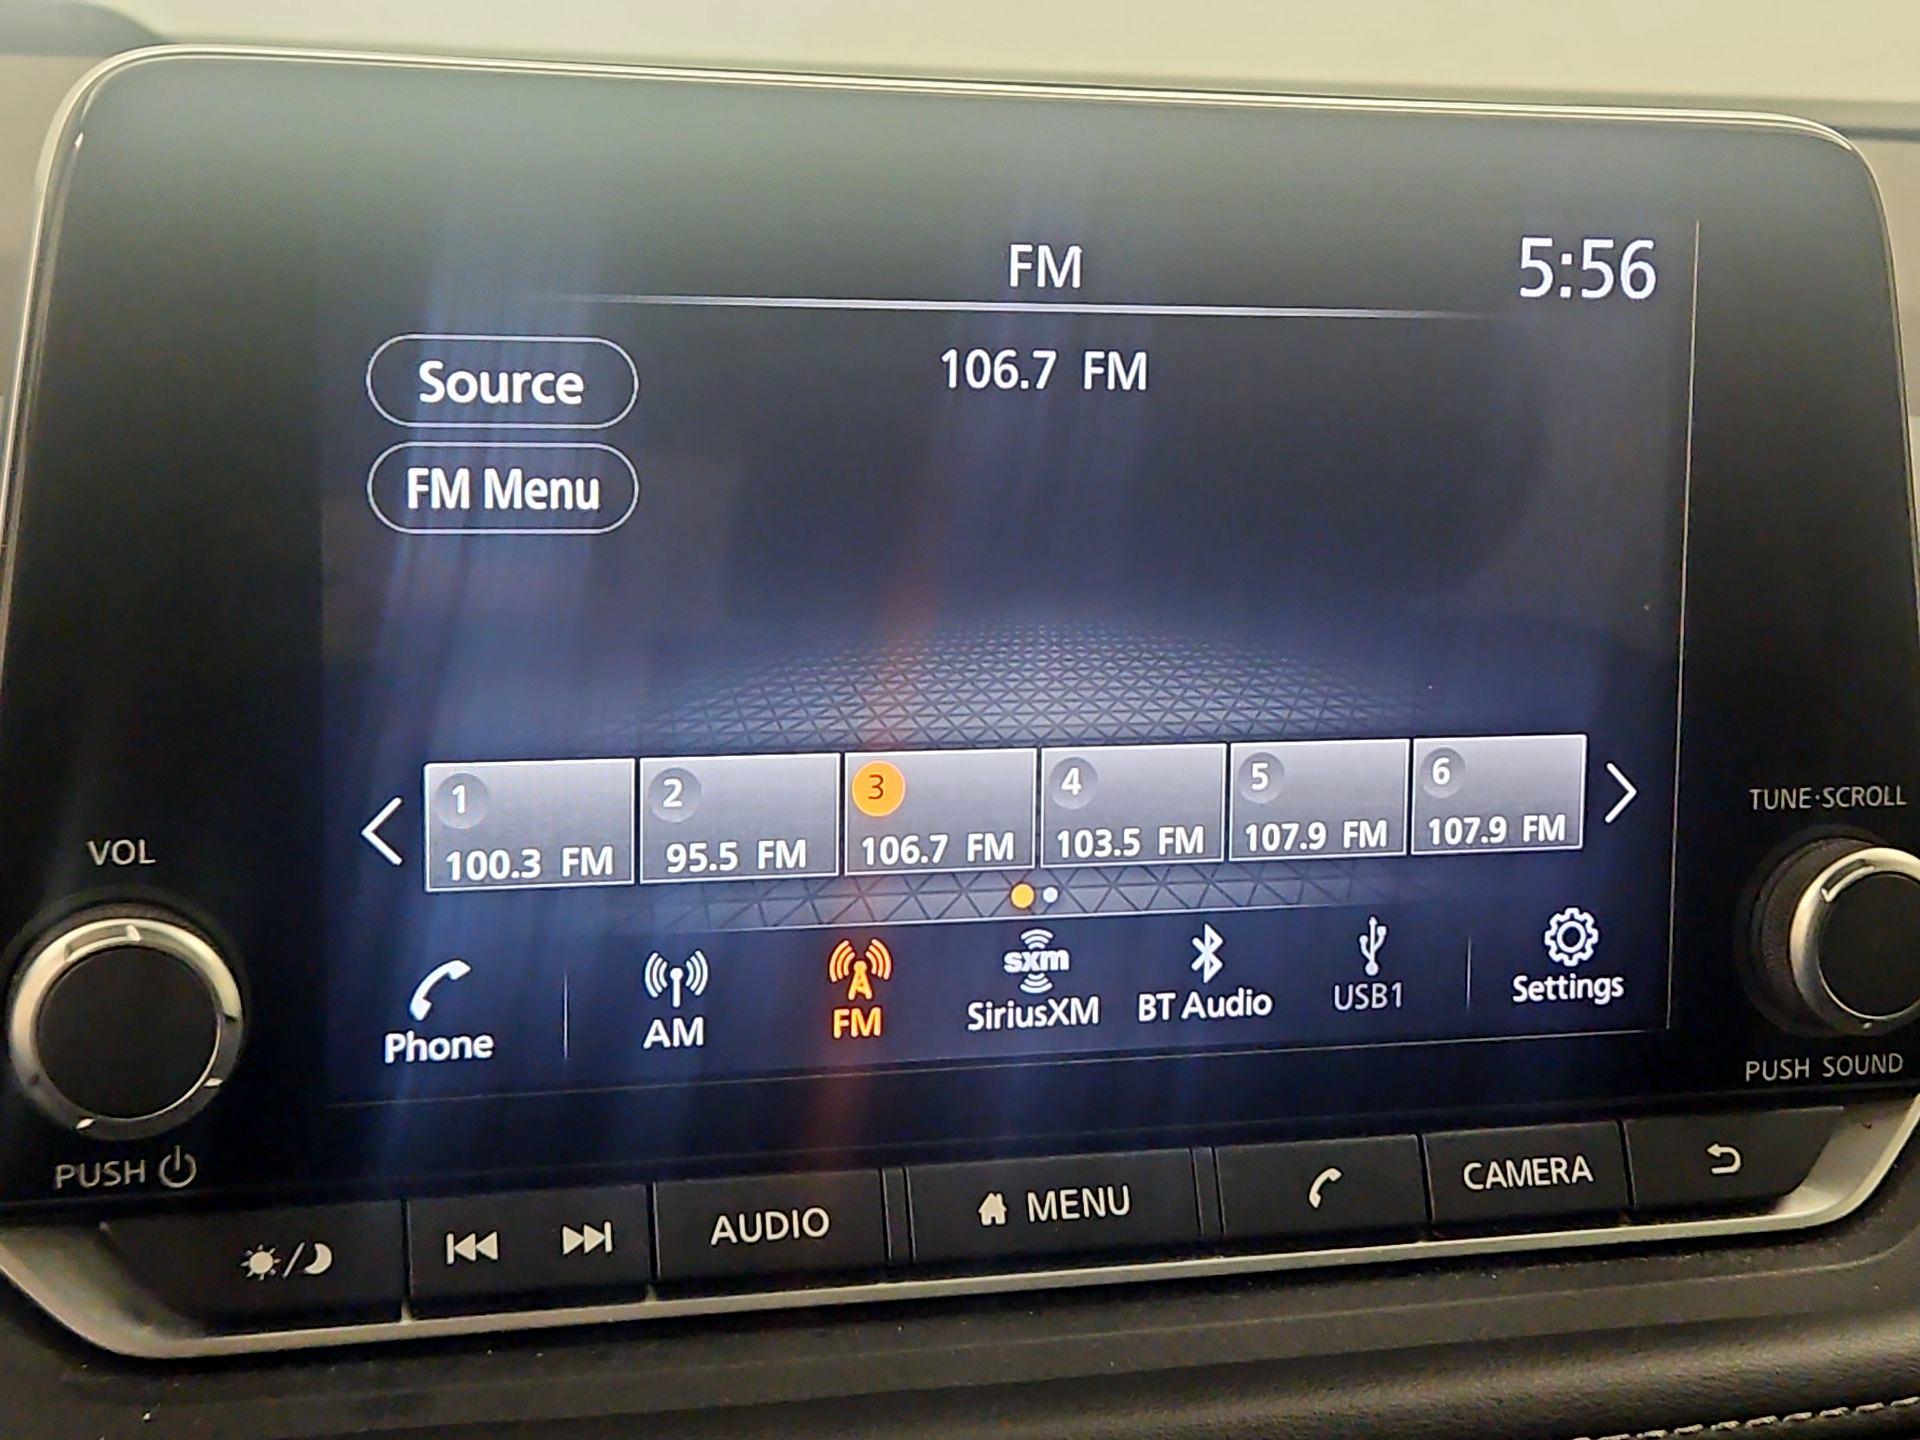 FM
5:56
Source
106.7 FM
FM Menu
1 2 3 4 5 6
100.3 FM 95.5 FM 106.7 FM 103.5 FM 107.9 FM 107.9 FM
VOL
TUNE·SCROLL
Phone AM FM sxm SiriusXM BT Audio USB1 Settings
PUSH
PUSH SOUND
AUDIO MENU CAMERA